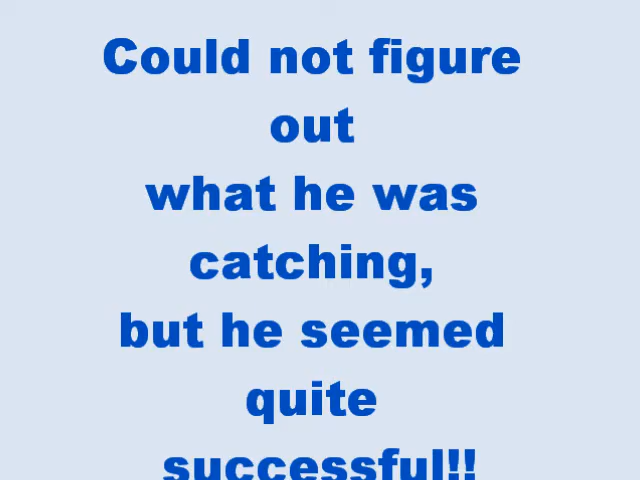 Could not figure
out
what he was
catching,
but he seemed
quite
successful!!